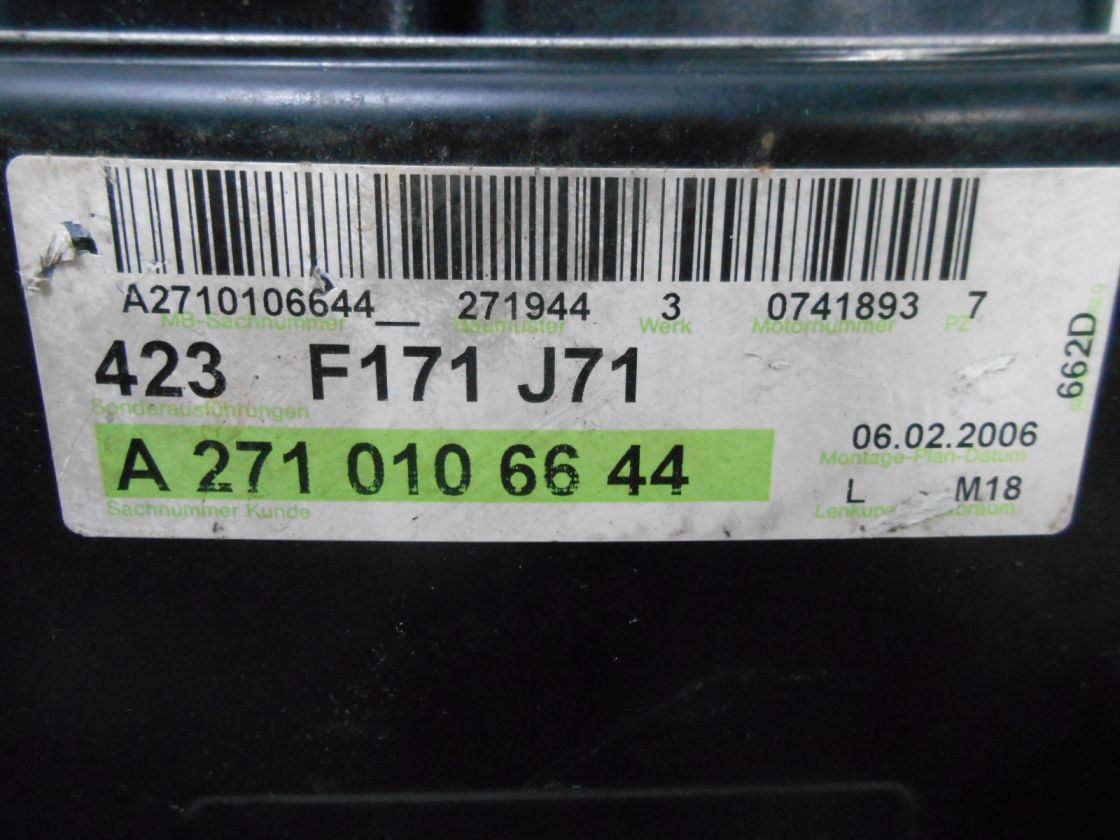 A2710106644__ 271944 3 0741893 7
MB-Sachnummer Baumuster Werk Motornummer PZ
423 F171 J71
Sonderausführungen
662D
A 271 010 66 44
Sachnummer Kunde
06.02.2006
Montage-Plan-Datum
L M18